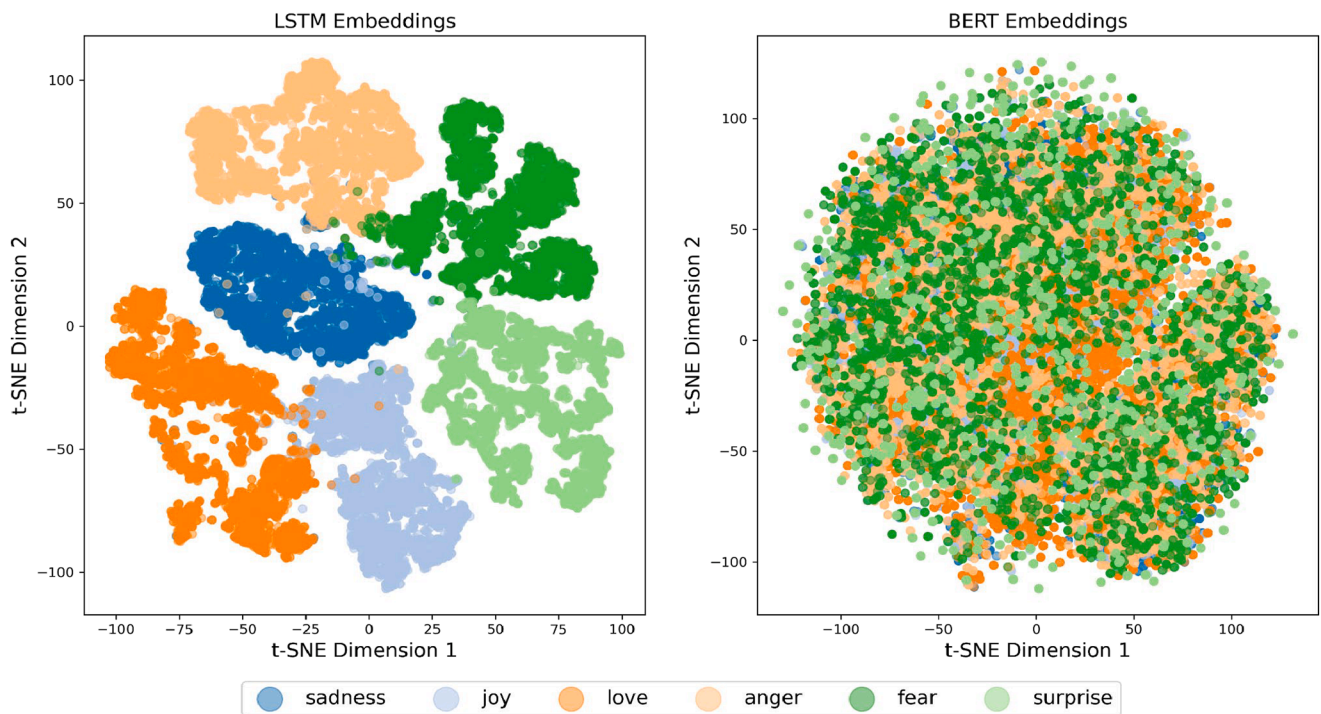 LSTM Embeddings
100
50
0
−50
−100
t-SNE Dimension 2
−100 −75 −50 −25 0 25 50 75 100
t-SNE Dimension 1
BERT Embeddings
100
50
0
−50
−100
t-SNE Dimension 2
−100 −50 0 50 100
t-SNE Dimension 1
sadness joy love anger fear surprise